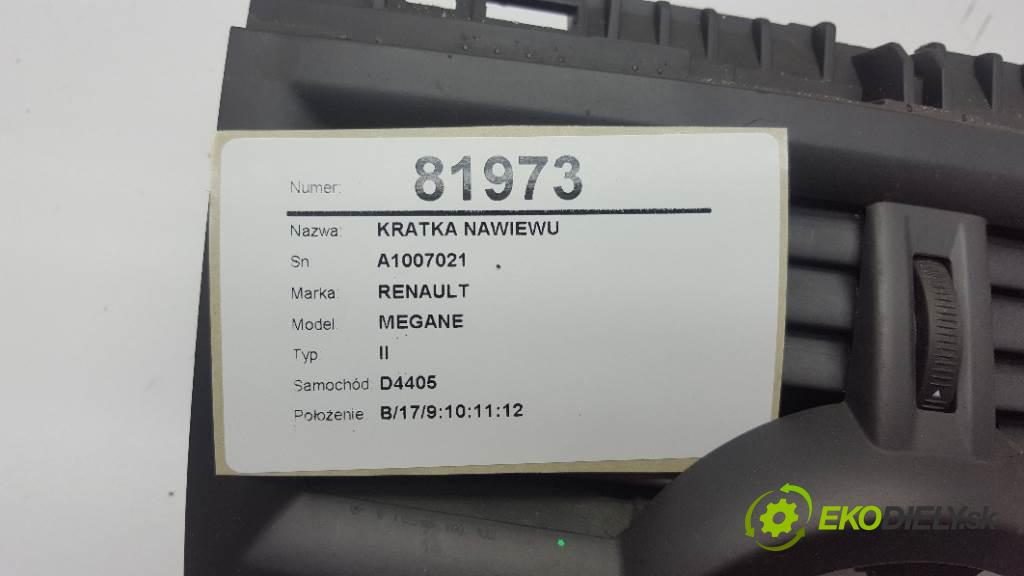 Numer: 81973
Nazwa: KRATKA NAWIEWU
Sn A1007021
Marka: RENAULT
Model: MEGANE
Typ II
Samochód: D4405
Położenie B/17/9:10:11:12
EKODIELY.sk